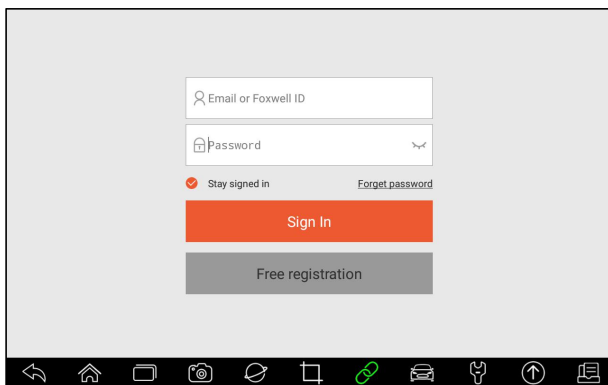 Email or Foxwell ID
Password
Stay signed in
Forget password
Sign In
Free registration